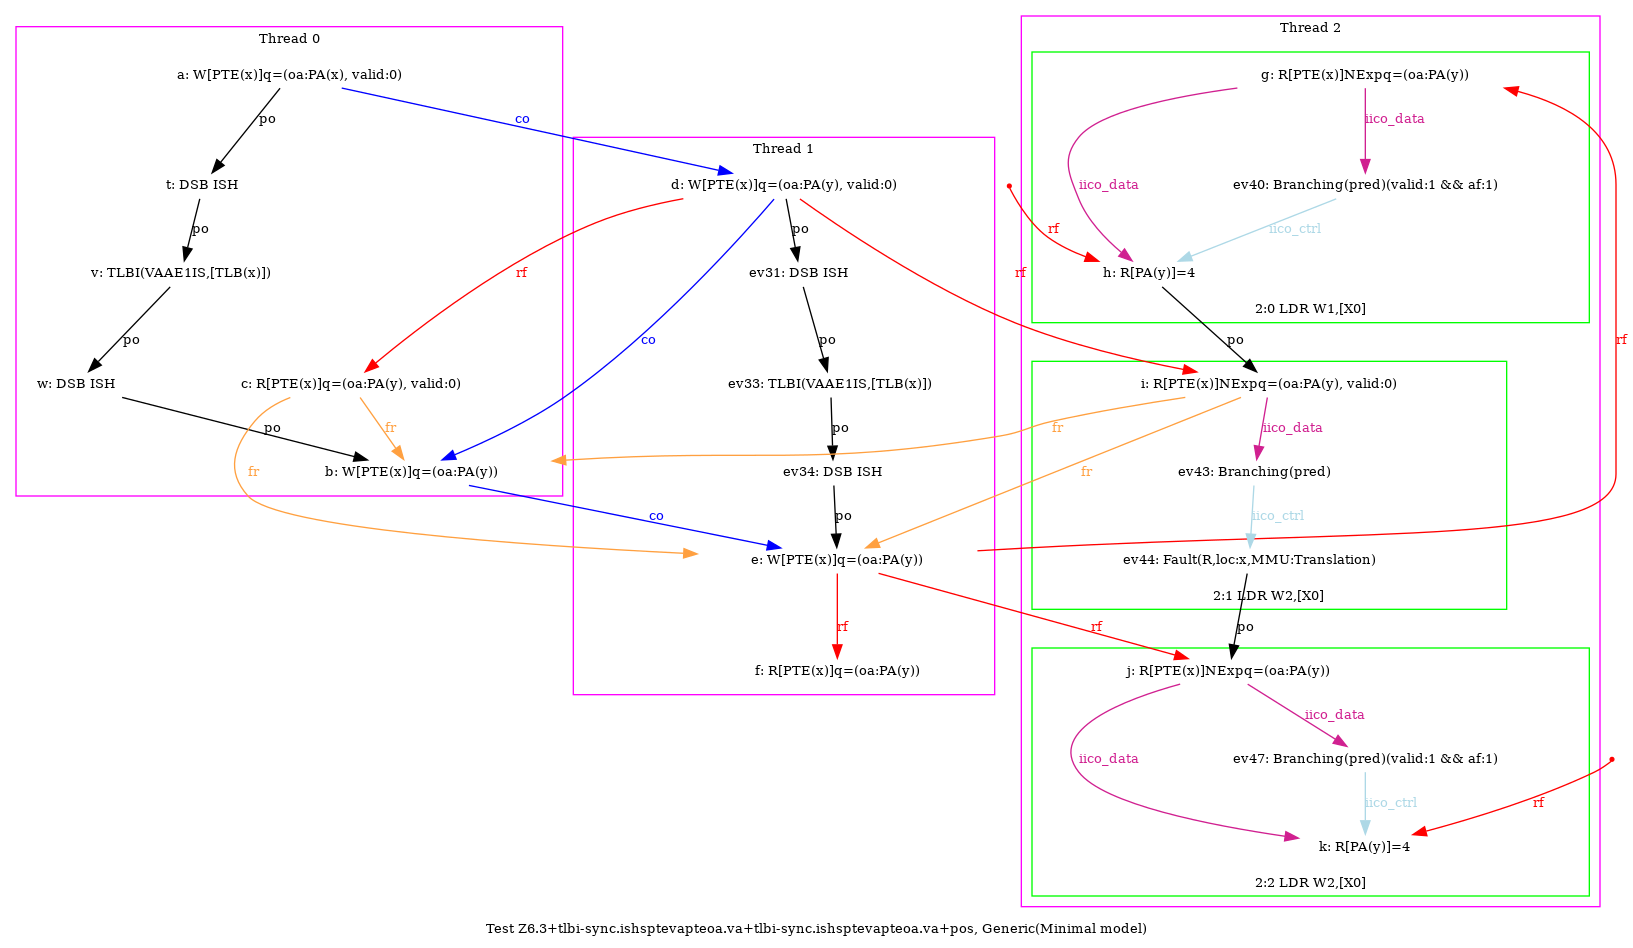 Thread 0
a: W[PTE(x)]q=(oa:PA(x), valid:0)
po
co
t: DSB ISH
po
v: TLBI(VAAE1IS,[TLB(x)])
po
rf
w: DSB ISH
c: R[PTE(x)]q=(oa:PA(y), valid:0)
po
fr
fr
b: W[PTE(x)]q=(oa:PA(y))
co
Thread 1
d: W[PTE(x)]q=(oa:PA(y), valid:0)
po
rf
ev31: DSB ISH
co
po
ev33: TLBI(VAAE1IS,[TLB(x)])
po
ev34: DSB ISH
po
e: W[PTE(x)]q=(oa:PA(y))
rf
rf
f: R[PTE(x)]q=(oa:PA(y))
Thread 2
g: R[PTE(x)]NExpq=(oa:PA(y))
iico_data
iico_data
ev40: Branching(pred)(valid:1 && af:1)
rf
iico_ctrl
h: R[PA(y)]=4
2:0 LDR W1,[X0]
po
rf
i: R[PTE(x)]NExpq=(oa:PA(y), valid:0)
fr
iico_data
fr
ev43: Branching(pred)
iico_ctrl
ev44: Fault(R,loc:x,MMU:Translation)
2:1 LDR W2,[X0]
po
j: R[PTE(x)]NExpq=(oa:PA(y))
iico_data
iico_data
ev47: Branching(pred)(valid:1 && af:1)
iico_ctrl
rf
k: R[PA(y)]=4
2:2 LDR W2,[X0]
Test Z6.3+tlbi-sync.ishsptevapteoa.va+tlbi-sync.ishsptevapteoa.va+pos, Generic(Minimal model)